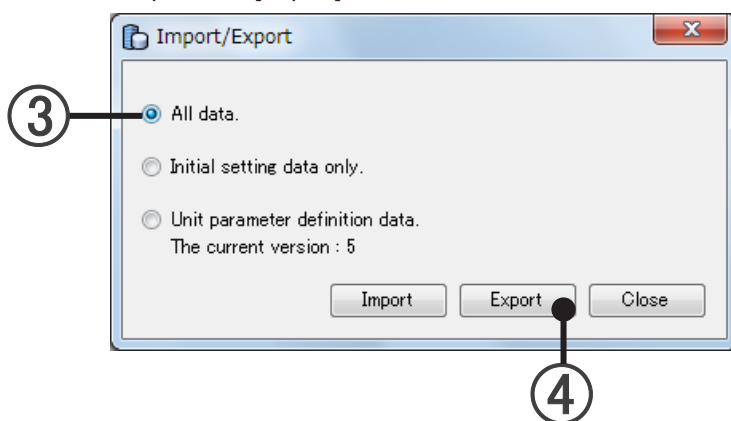 Import/Export
③
All data.
Initial setting data only.
Unit parameter definition data.
The current version : 5
Import Export Close
④